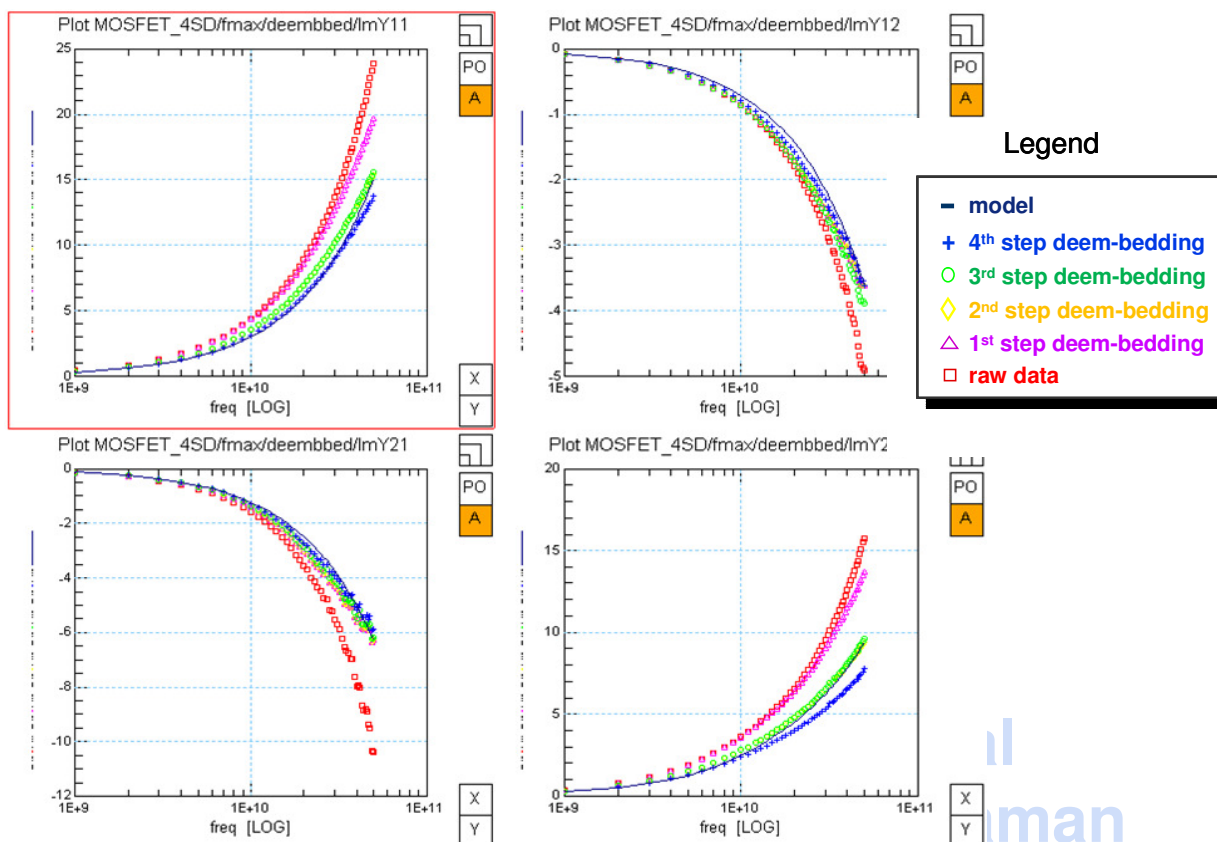 Plot MOSFET_4SD/fmax/deembbed/ImY11
25
20
15
10
5
0
1E+9 1E+10 1E+11
freq [LOG]
PO
A
X
Y
Plot MOSFET_4SD/fmax/deembbed/ImY12
0
-1
-2
-3
-4
-5
1E+9 1E+10
freq [LOG]
PO
A
Legend
model
4th step deem-bedding
3rd step deem-bedding
2nd step deem-bedding
1st step deem-bedding
raw data
Plot MOSFET_4SD/fmax/deembbed/ImY21
0
-2
-4
-6
-8
-10
-12
1E+9 1E+10 1E+11
freq [LOG]
PO
A
X
Y
Plot MOSFET_4SD/fmax/deembbed/ImY2
20
15
10
5
0
1E+9 1E+10 1E+11
freq [LOG]
PO
A
X
Y
al
aman